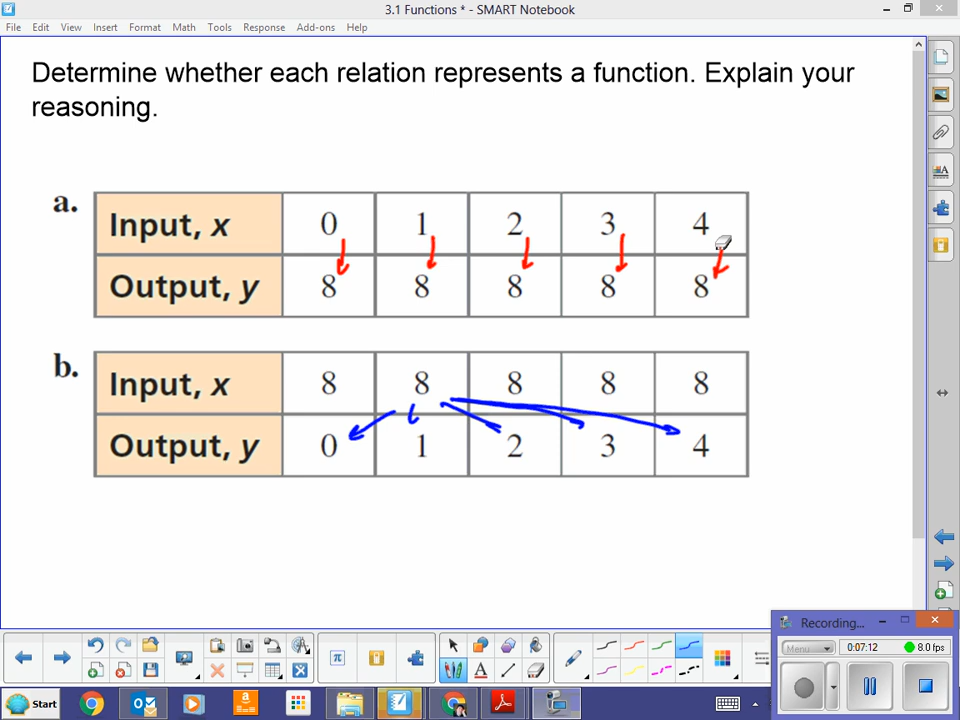 3.1 Functions * - SMART Notebook
File Edit View Insert Format Math Tools Response Add-ons Help
Determine whether each relation represents a function. Explain your
reasoning.
a.
Input, x 0 1 2 3 4
Output, y 8 8 8 8 8
b.
Input, x 8 8 8 8 8
Output, y 0 1 2 3 4
Recording...
Menu 0:07:12 8.0 fps
Start